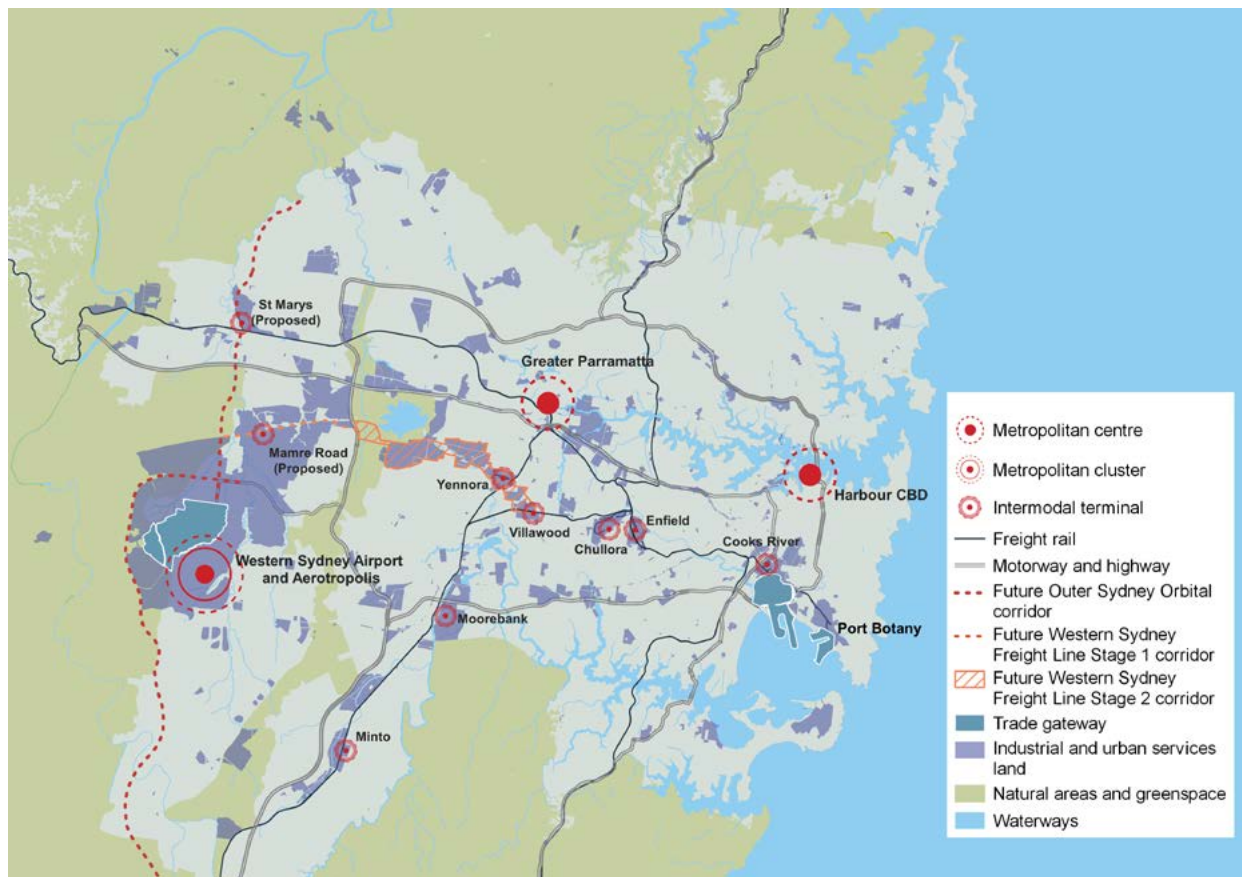 St Marys
(Proposed)
Greater Parramatta
Mamre Road
(Proposed)
Yennora
Harbour CBD
Villawood
Chullora
Enfield
Cooks River
Western Sydney Airport
and Aerotropolis
Moorebank
Port Botany
Minto
Metropolitan centre
Metropolitan cluster
Intermodal terminal
Freight rail
Motorway and highway
Future Outer Sydney Orbital
corridor
Future Western Sydney
Freight Line Stage 1 corridor
Future Western Sydney
Freight Line Stage 2 corridor
Trade gateway
Industrial and urban services
land
Natural areas and greenspace
Waterways